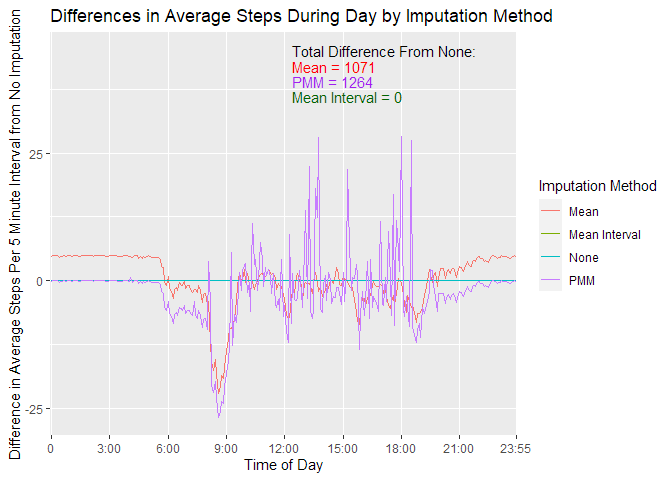 Differences in Average Steps During Day by Imputation Method
Difference in Average Steps Per 5 Minute Interval from No Imputation
Total Difference From None:
Mean = 1071
PMM = 1264
Mean Interval = 0
25
0
-25
0 3:00 6:00 9:00 12:00 15:00 18:00 21:00 23:55
Time of Day
Imputation Method
Mean
Mean Interval
None
PMM